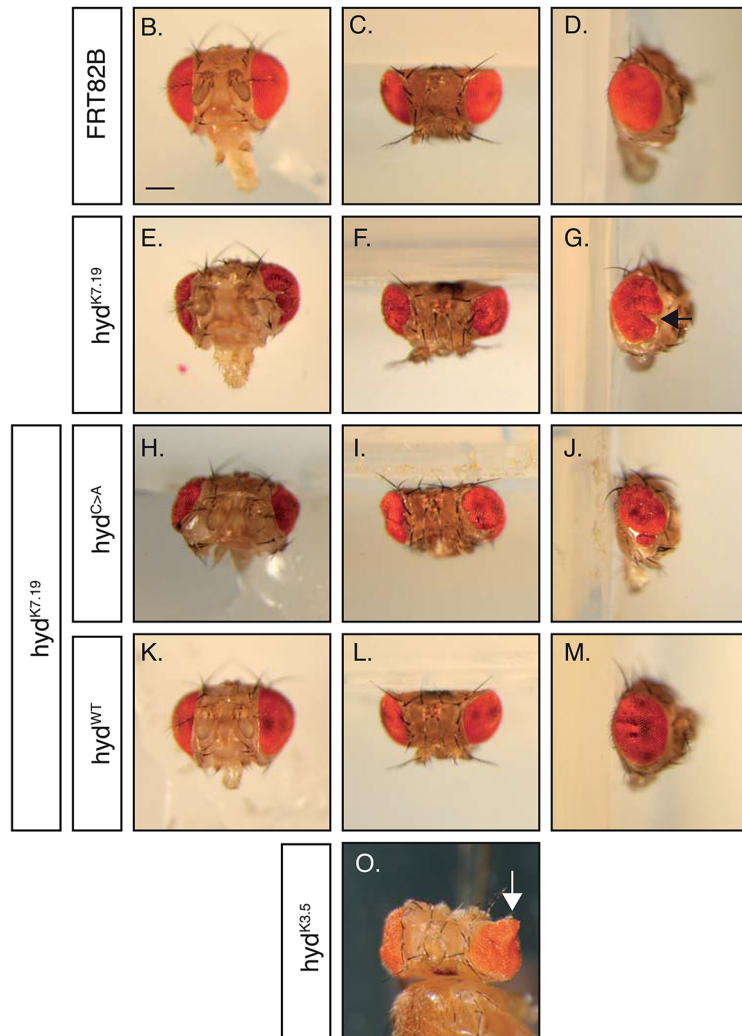 FRT82B
B.
C.
D.
hydK7.19
E.
F.
G.
hydK7.19
hydC>A
H.
I.
J.
hydWT
K.
L.
M.
hydK3.5
O.